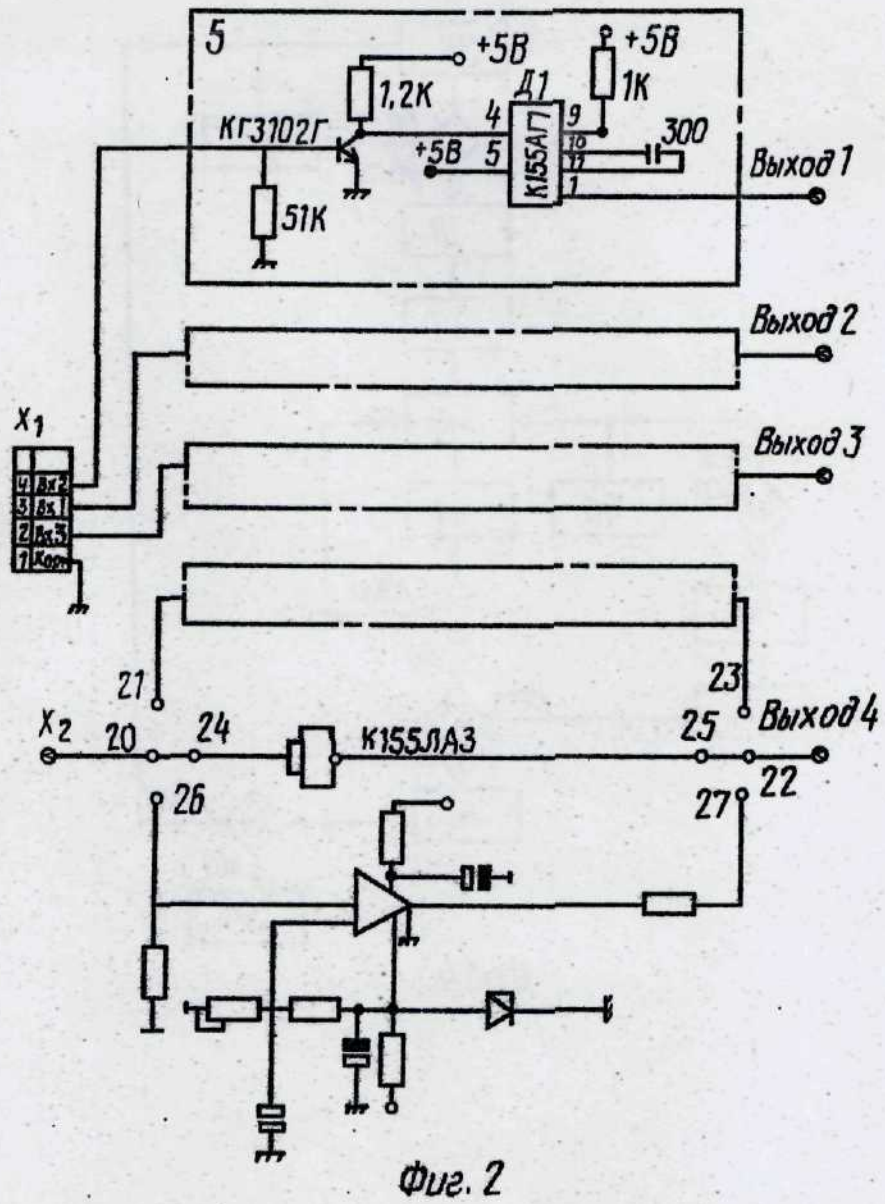 5
+5В
+5В
1,2К
Д1
1К
КГ3102Г
4
9
300
10
+5В
5
К155АГ1
11
Выход 1
1
51К
Выход 2
X1
Выход 3
4 Вх2
3 Вх1
2 Вх3
1 Корп
21
23
X2
20
24
К155ЛА3
25
Выход 4
26
27
22
Фиг. 2